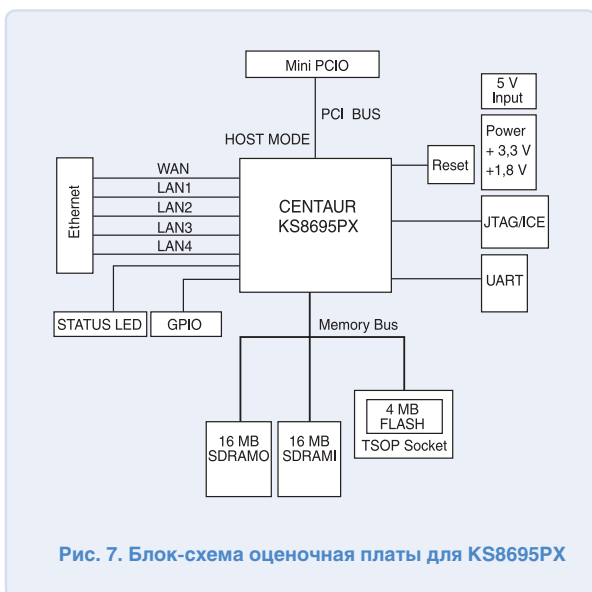 Mini PCIO
5 V
Input
PCI BUS
HOST MODE
Power
+ 3,3 V
+1,8 V
Reset
Ethernet
WAN
LAN1
LAN2
LAN3
LAN4
CENTAUR
KS8695PX
JTAG/ICE
UART
STATUS LED
GPIO
Memory Bus
16 MB
SDRAMO
16 MB
SDRAMI
4 MB
FLASH
TSOP Socket
Рис. 7. Блок-схема оценочная платы для KS8695PX